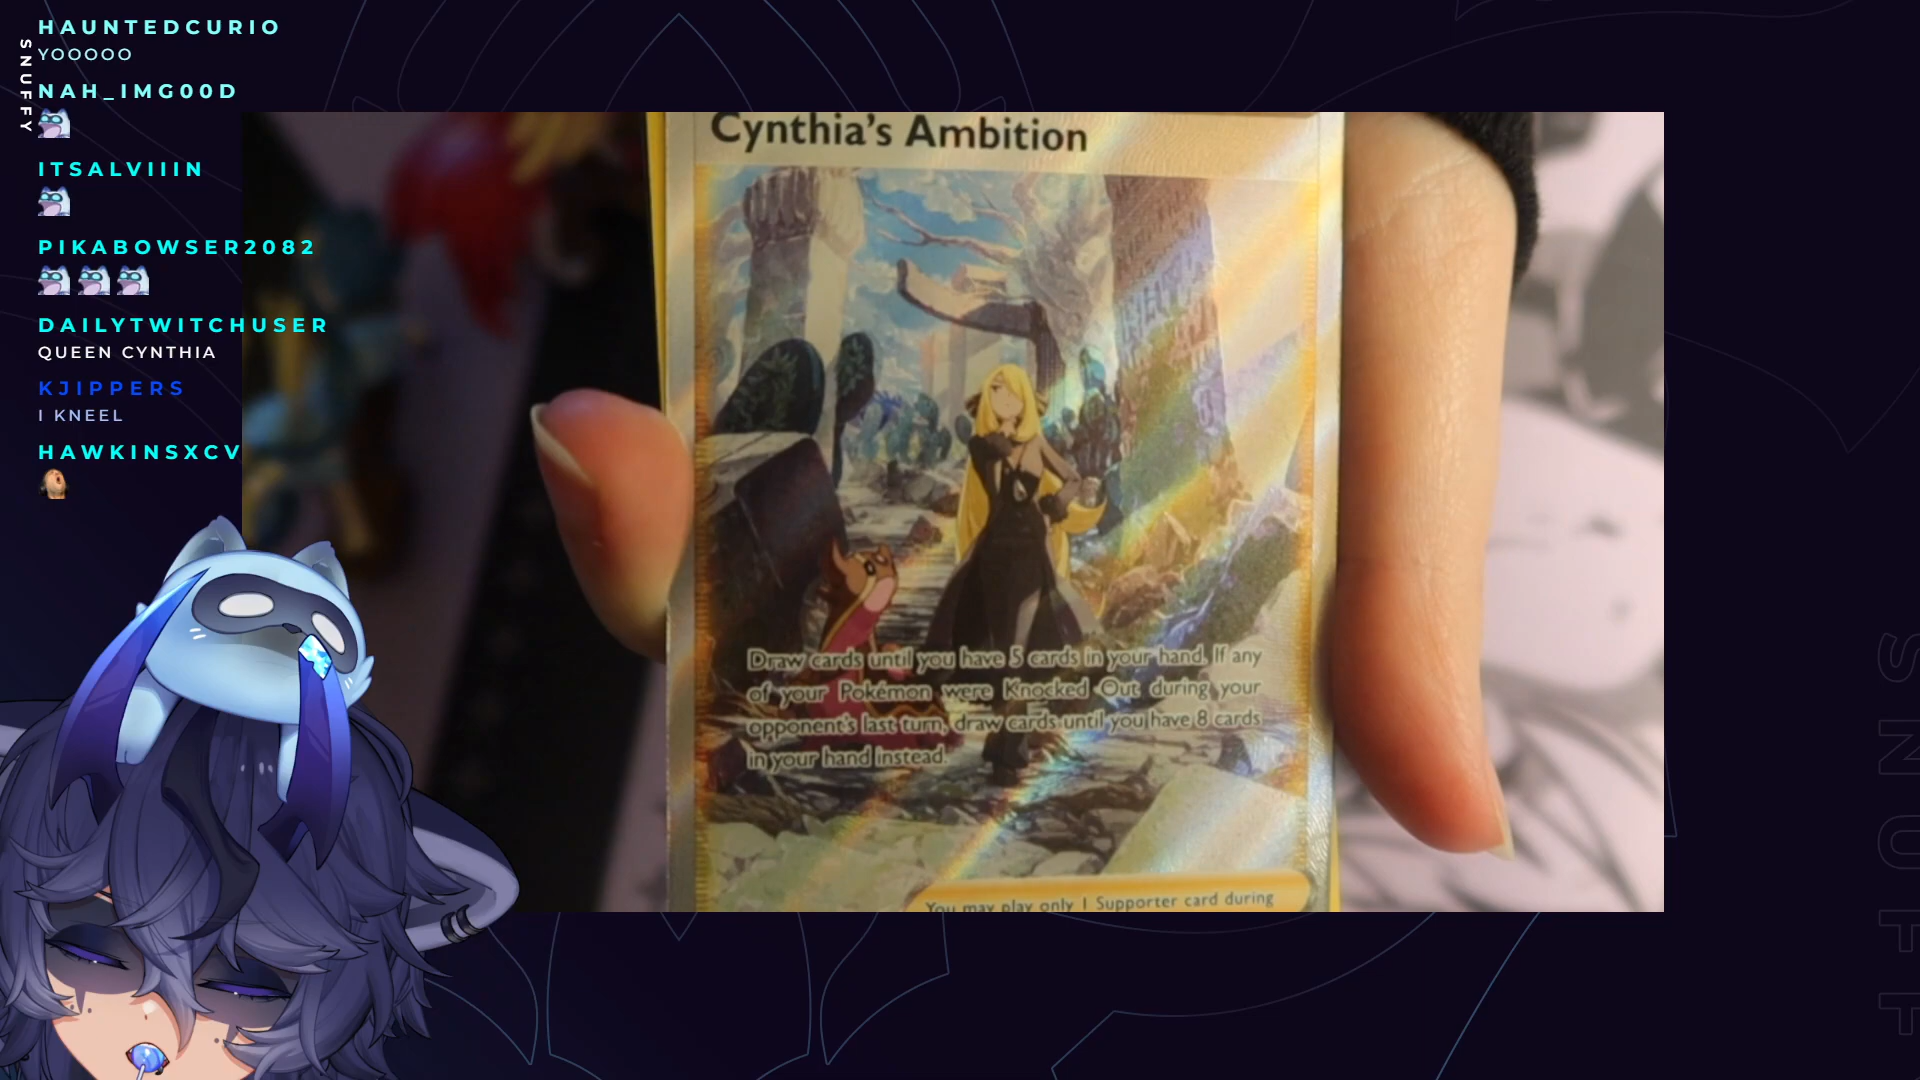 HAUNTEDCURIO
YOOOOO
SNUFFY
NAH_IMG00D
ITSALVIIIN
PIKABOWSER2082
DAILYTWITCHUSER
QUEEN CYNTHIA
KJIPPERS
I KNEEL
HAWKINSXCV
Cynthia's Ambition
Draw cards until you have 5 cards in your hand. If any
of your Pokémon were Knocked Out during your
opponent's last turn, draw cards until you have 8 cards
in your hand instead.
You may play only 1 Supporter card during
SNUFF